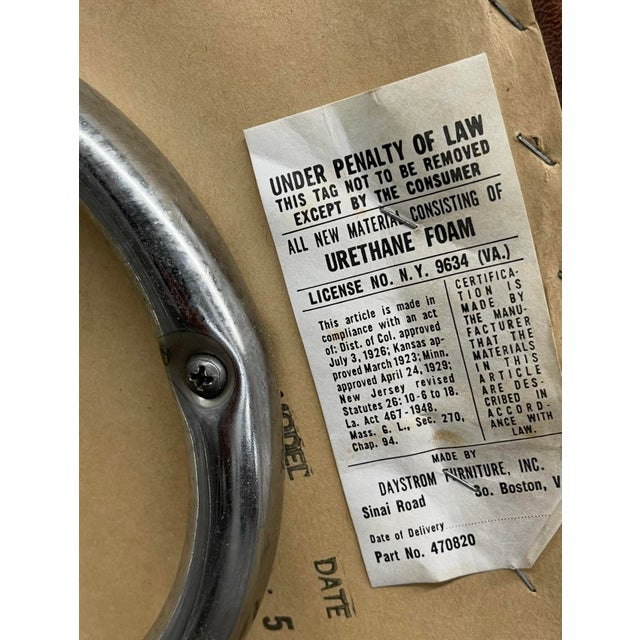 UNDER PENALTY OF LAW
THIS TAG NOT TO BE REMOVED
EXCEPT BY THE CONSUMER
ALL NEW MATERIAL CONSISTING OF
URETHANE FOAM
LICENSE NO. N.Y. 9634 (VA.)
This article is made in
compliance with an act
of: Dist. of Col. approved
July 3, 1926; Kansas ap-
proved March 1923; Minn.
approved April 24, 1929;
New Jersey revised
Statutes 26: 10-6 to 18.
La. Act 467-1948.
Mass. G. L., Sec. 270,
Chap. 94.
CERTIFICA-
TION IS
MADE BY
THE MANU-
FACTURER
THAT THE
MATERIALS
IN THIS
ARTICLE
ARE DES-
CRIBED IN
ACCORD-
ANCE WITH
LAW.
MADE BY
DAYSTROM FURNITURE, INC.
Sinai Road So. Boston, V
Date of Delivery
Part No. 470820
MODEL
DATE
5